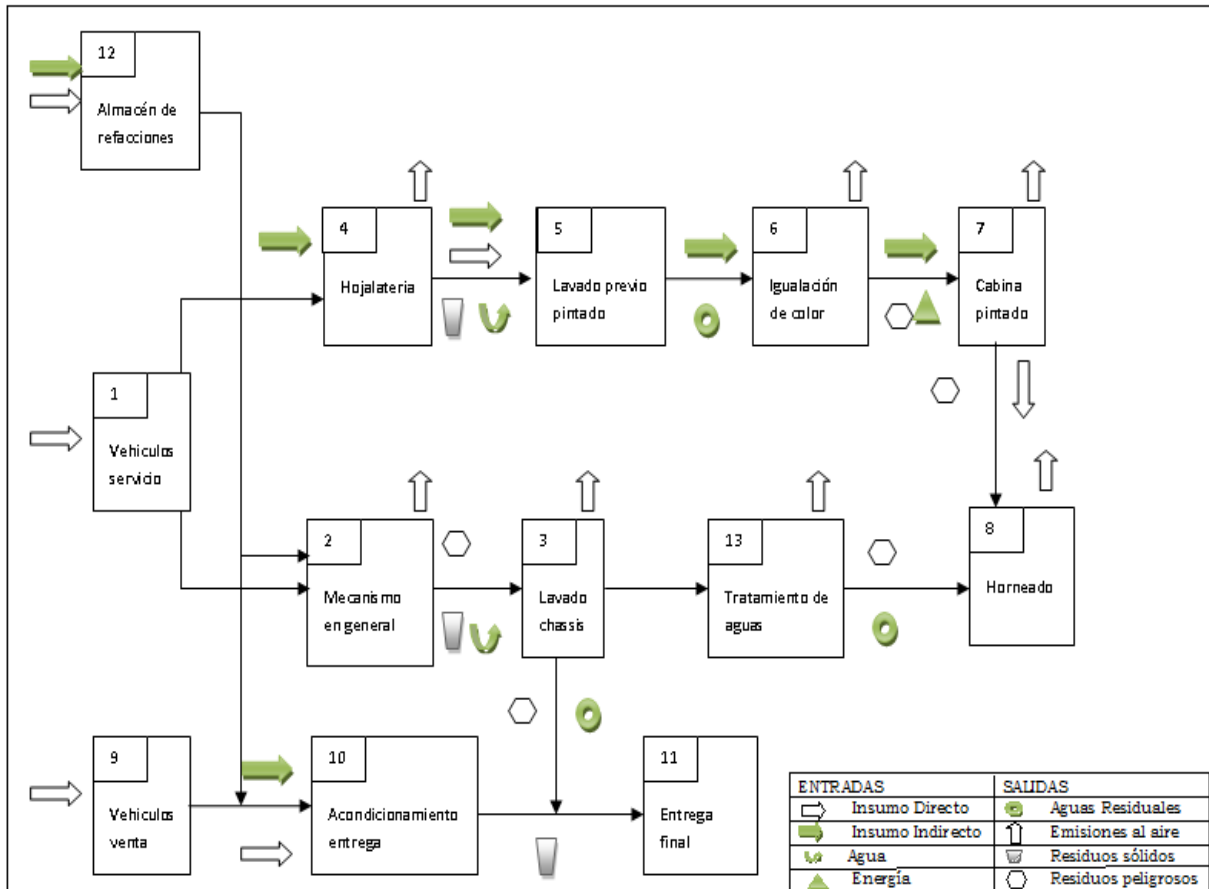 12
Almacén de
refacciones
4
Hojalateria
5
Lavado previo
pintado
6
Igualación
de color
7
Cabina
pintado
1
Vehiculos
servicio
2
Mecanismo
en general
3
Lavado
chassis
13
Tratamiento de
aguas
8
Horneado
9
Vehiculos
venta
10
Acondicionamiento
entrega
11
Entrega
final
ENTRADAS SALIDAS
Insumo Directo Aguas Residuales
Insumo Indirecto Emisiones al aire
Agua Residuos sólidos
Energía Residuos peligrosos